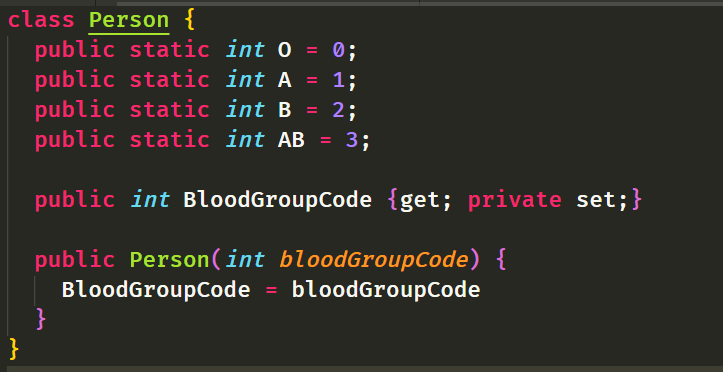 class Person {
  public static int O = 0;
  public static int A = 1;
  public static int B = 2;
  public static int AB = 3;

  public int BloodGroupCode {get; private set;}

  public Person(int bloodGroupCode) {
    BloodGroupCode = bloodGroupCode
  }
}